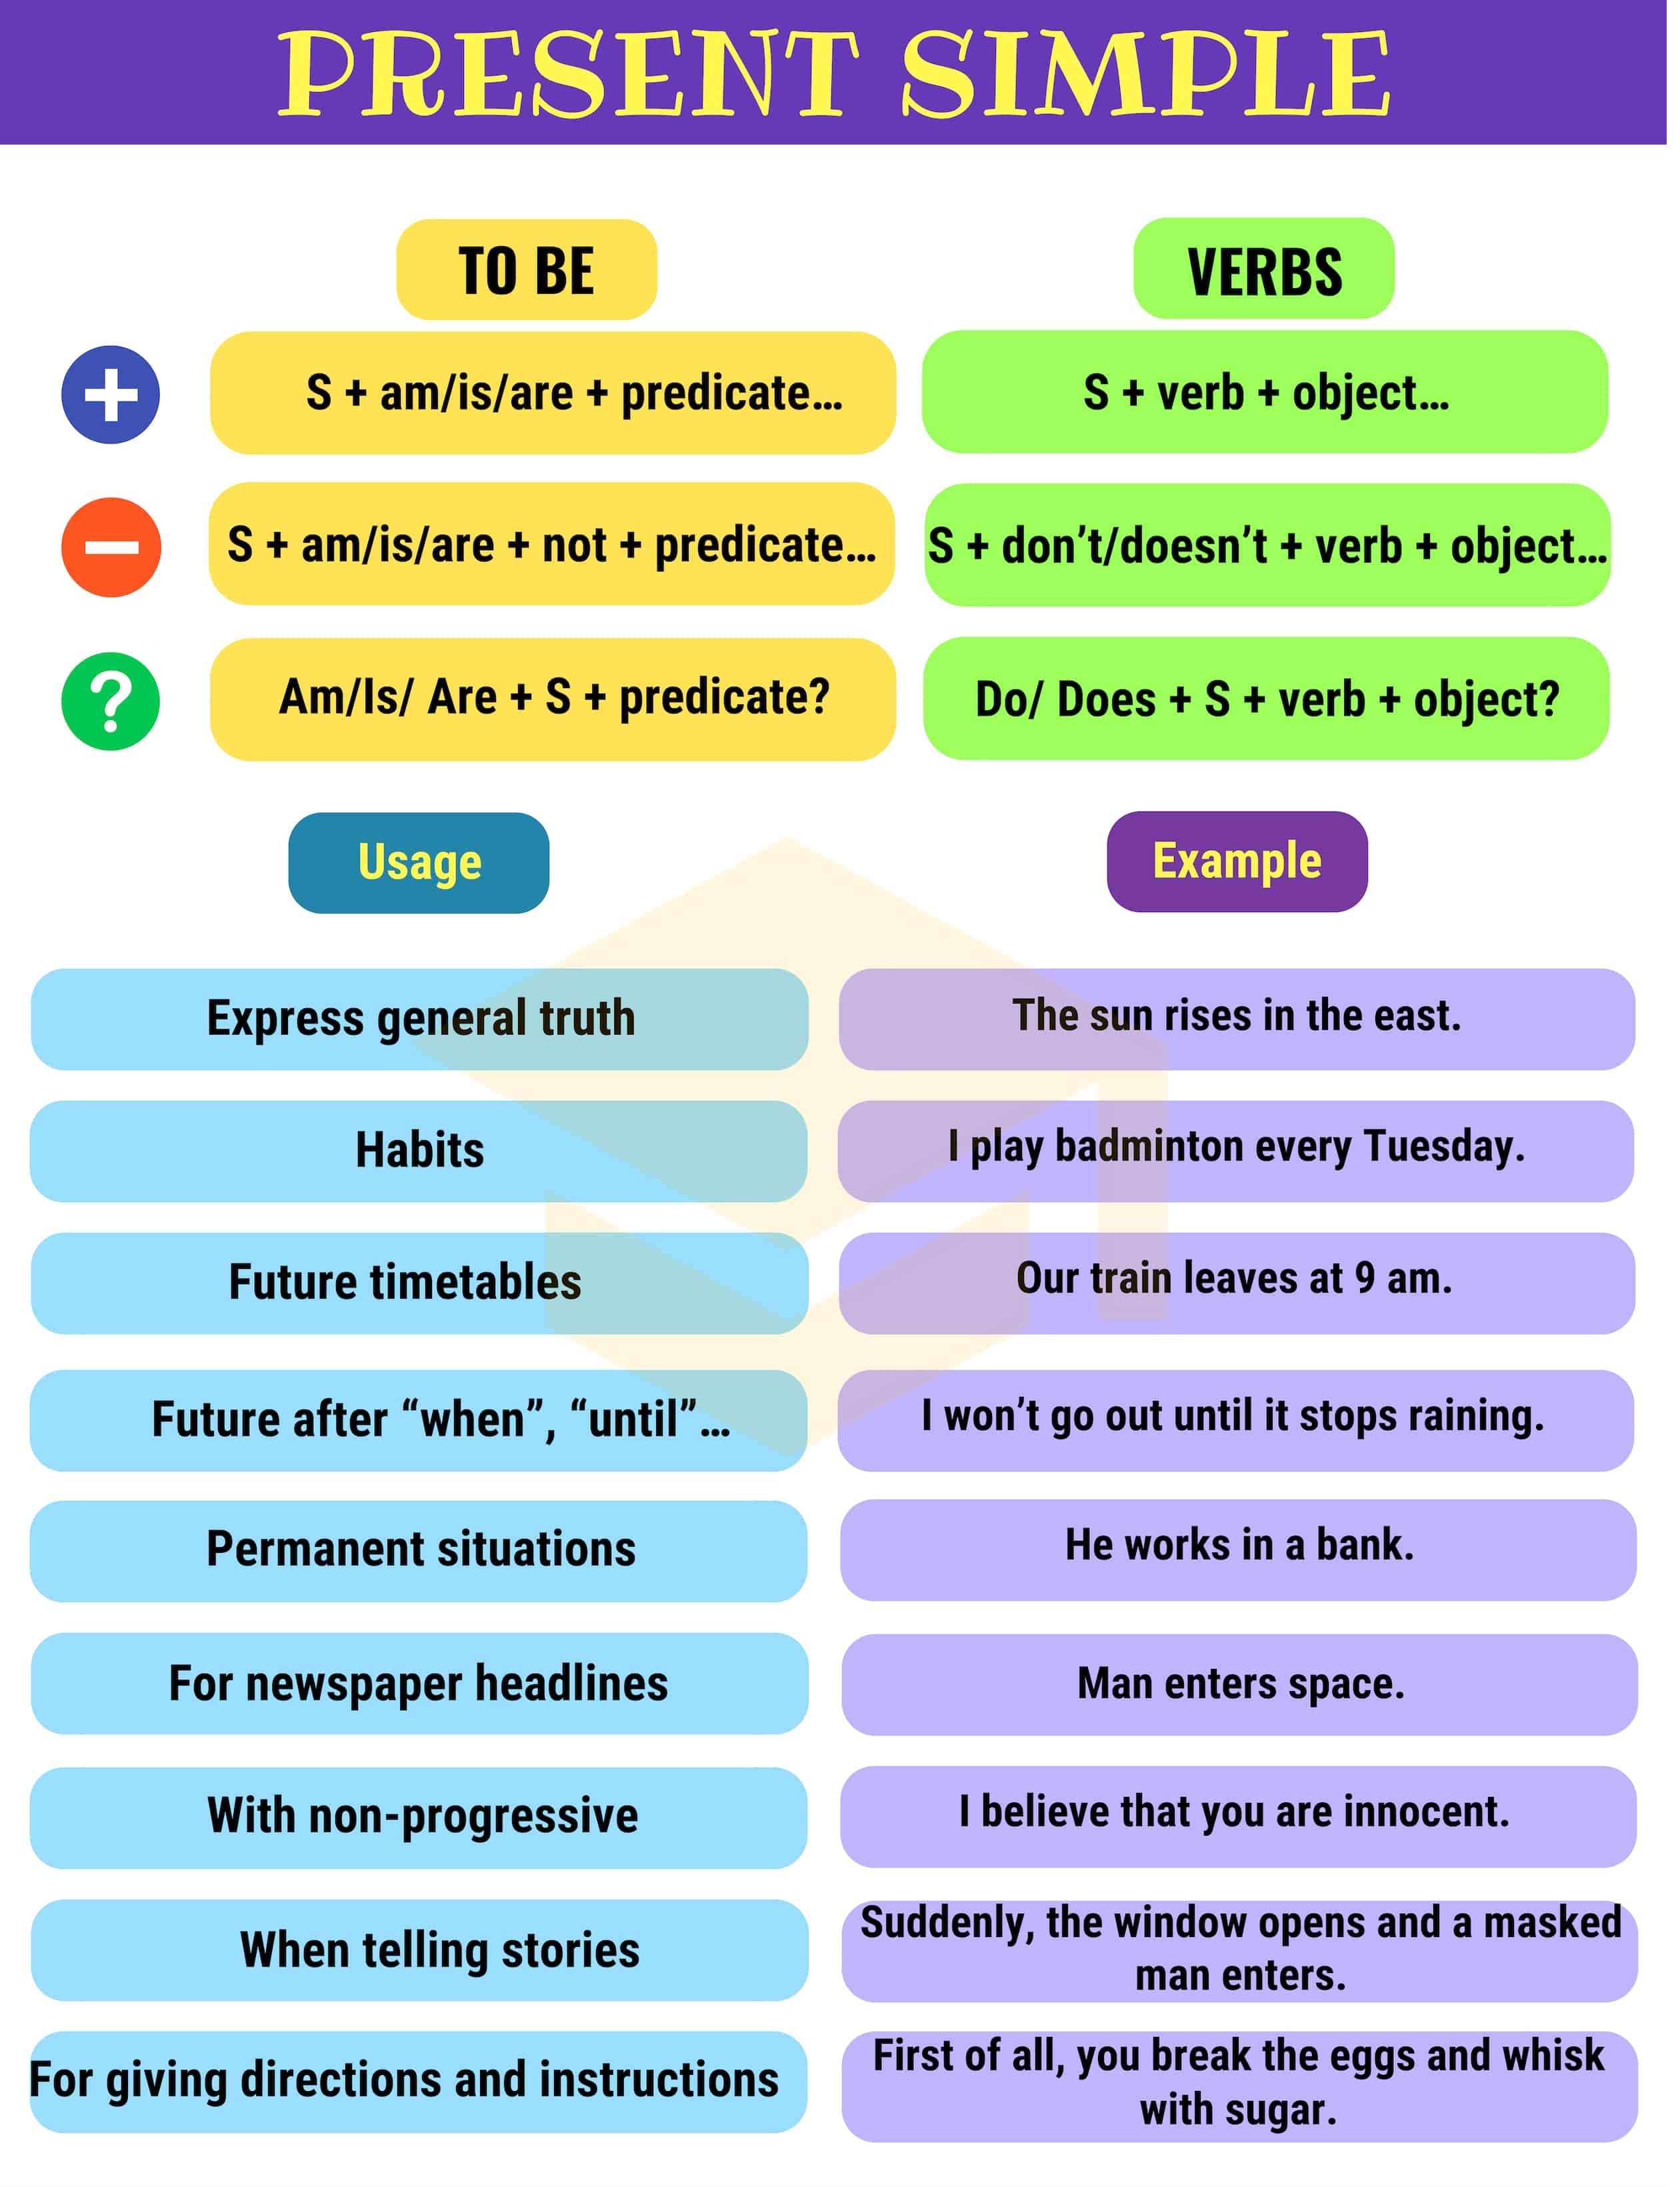 PRESENT SIMPLE
TO BE
VERBS
S + am/is/are + predicate...
S + verb + object...
S + am/is/are + not + predicate...
S + don’t/doesn’t + verb + object...
Am/Is/ Are + S + predicate?
Do/ Does + S + verb + object?
Usage
Example
Express general truth
The sun rises in the east.
Habits
I play badminton every Tuesday.
Future timetables
Our train leaves at 9 am.
Future after “when”, “until”...
I won’t go out until it stops raining.
Permanent situations
He works in a bank.
For newspaper headlines
Man enters space.
With non-progressive
I believe that you are innocent.
When telling stories
Suddenly, the window opens and a masked
man enters.
For giving directions and instructions
First of all, you break the eggs and whisk
with sugar.